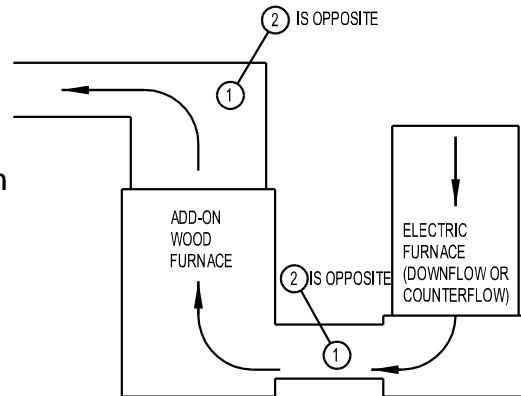 2 IS OPPOSITE
1
n
ADD-ON
WOOD
FURNACE
ELECTRIC
FURNACE
(DOWNFLOW OR
COUNTERFLOW)
2 IS OPPOSITE
1